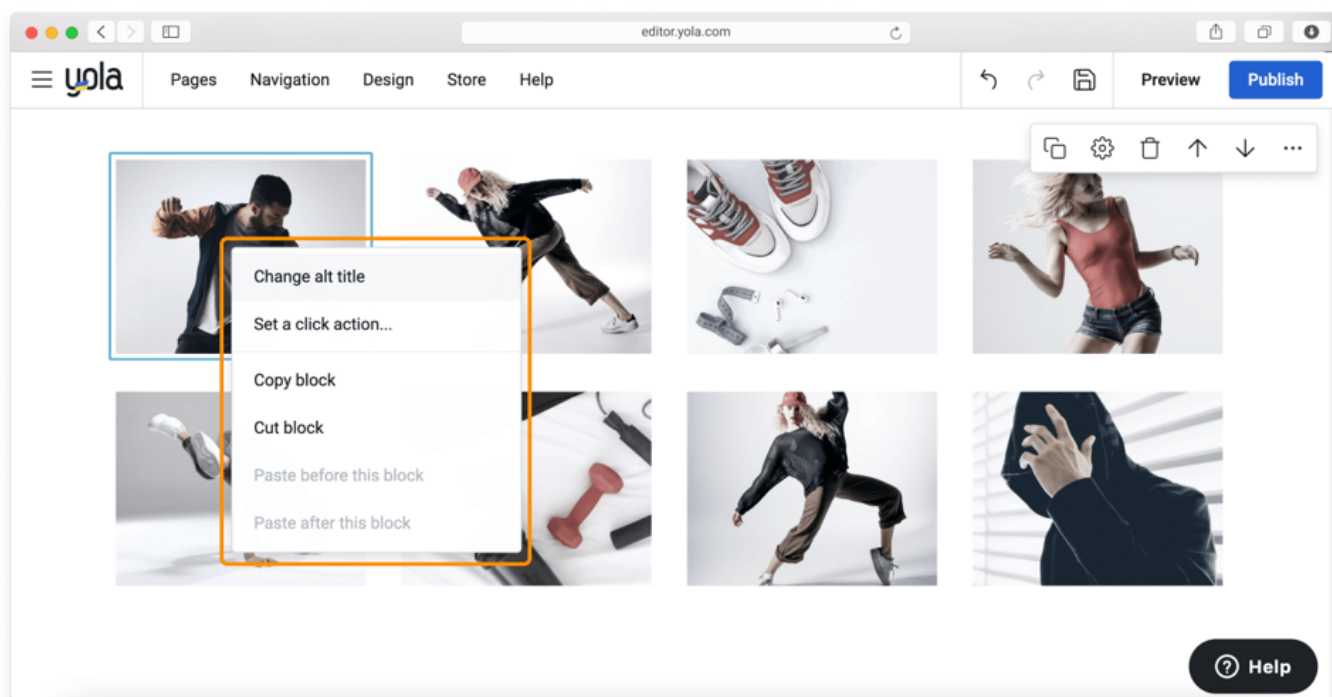 editor.yola.com
yola
Pages
Navigation
Design
Store
Help
Preview
Publish
Change alt title
Set a click action...
Copy block
Cut block
Paste before this block
Paste after this block
Help